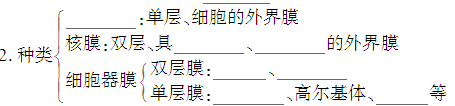 ________:单层、细胞的外界膜
2. 种类
核膜:双层、具________、________的外界膜
细胞器膜
双层膜:______、________
单层膜:________、高尔基体、______等